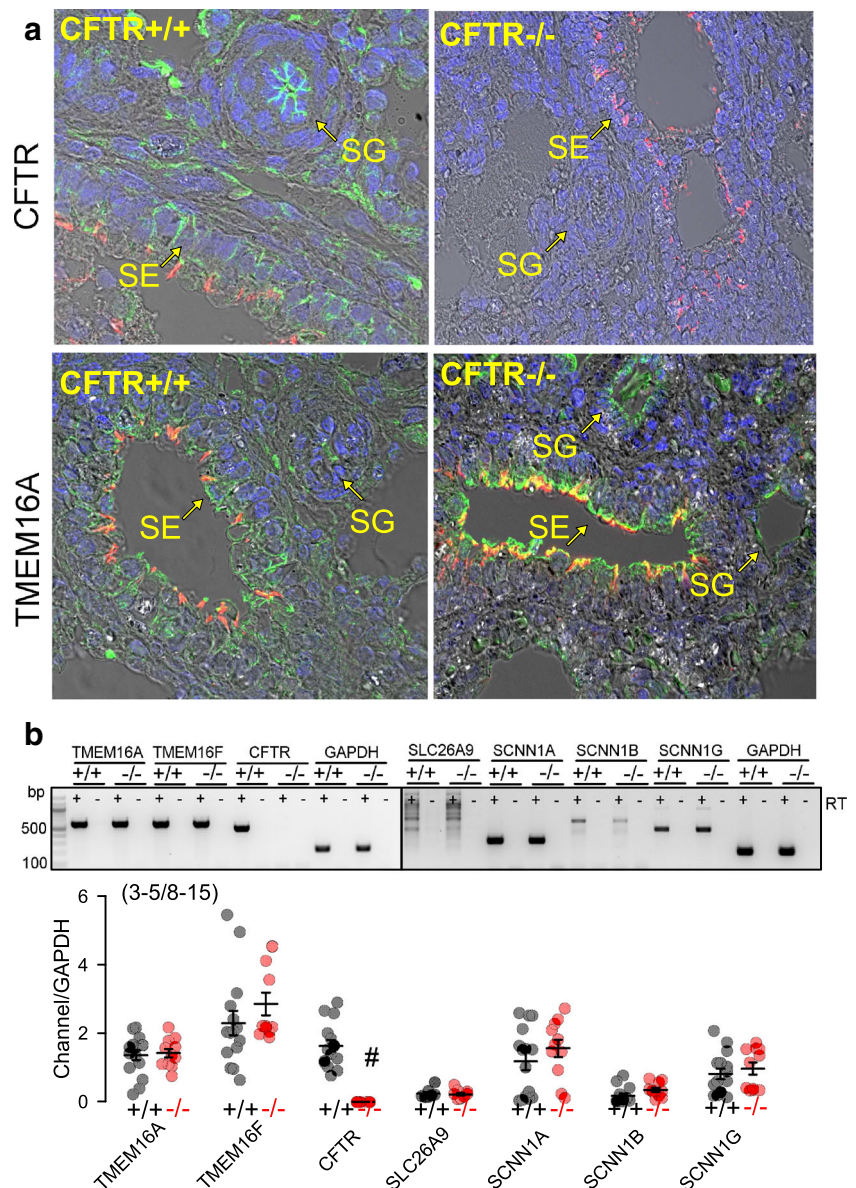 a
CFTR+/+ CFTR-/-
CFTR
SG SE
SE SG
CFTR+/+ CFTR-/-
TMEM16A
SG
SE SG SE SG
b
TMEM16A TMEM16F CFTR GAPDH SLC26A9 SCNN1A SCNN1B SCNN1G GAPDH
+/+ -/- +/+ -/- +/+ -/- +/+ -/- +/+ -/- +/+ -/- +/+ -/- +/+ -/- +/+ -/-
bp + - + - + - + - + - + - + - + - + - + - + - + - + - + - + - + - + - + - RT
500
100
(3-5/8-15)
Channel/GAPDH
6
4
2
0
#
+/+ -/- +/+ -/- +/+ -/- +/+ -/- +/+ -/- +/+ -/- +/+ -/-
TMEM16A TMEM16F CFTR SLC26A9 SCNN1A SCNN1B SCNN1G